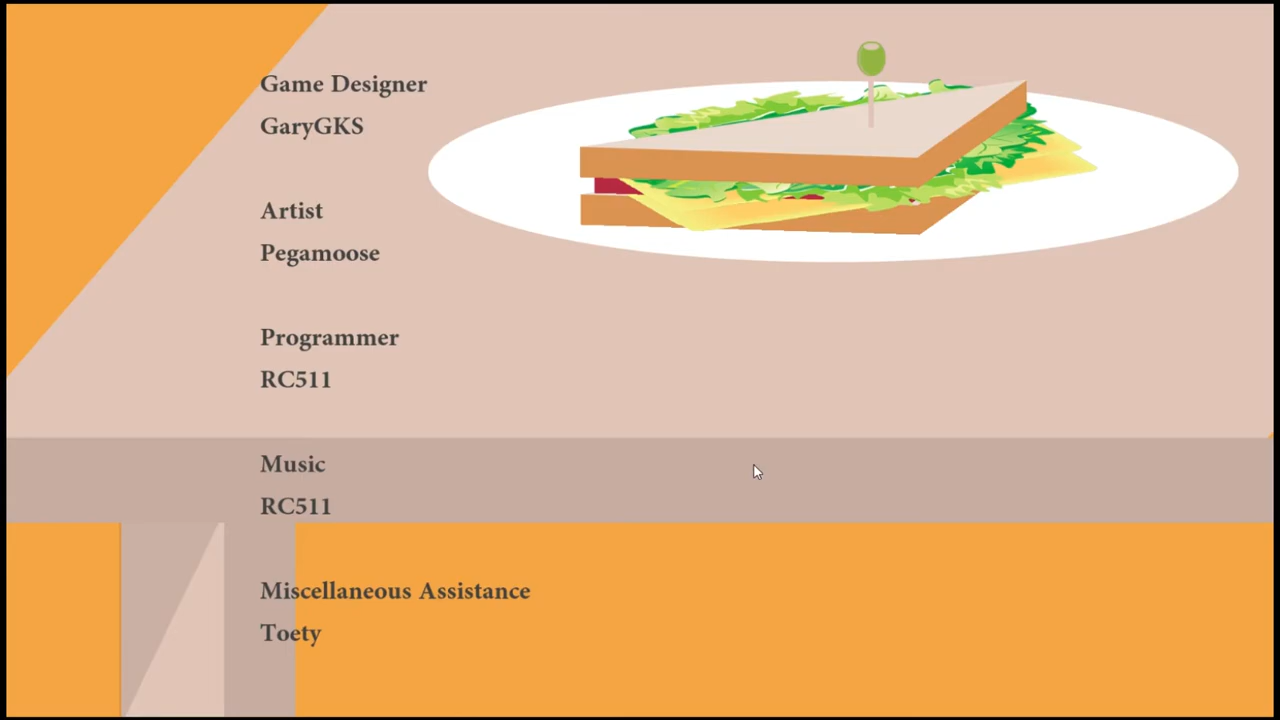 Game Designer
GaryGKS
Artist
Pegamoose
Programmer
RC511
Music
RC511
Miscellaneous Assistance
Toety